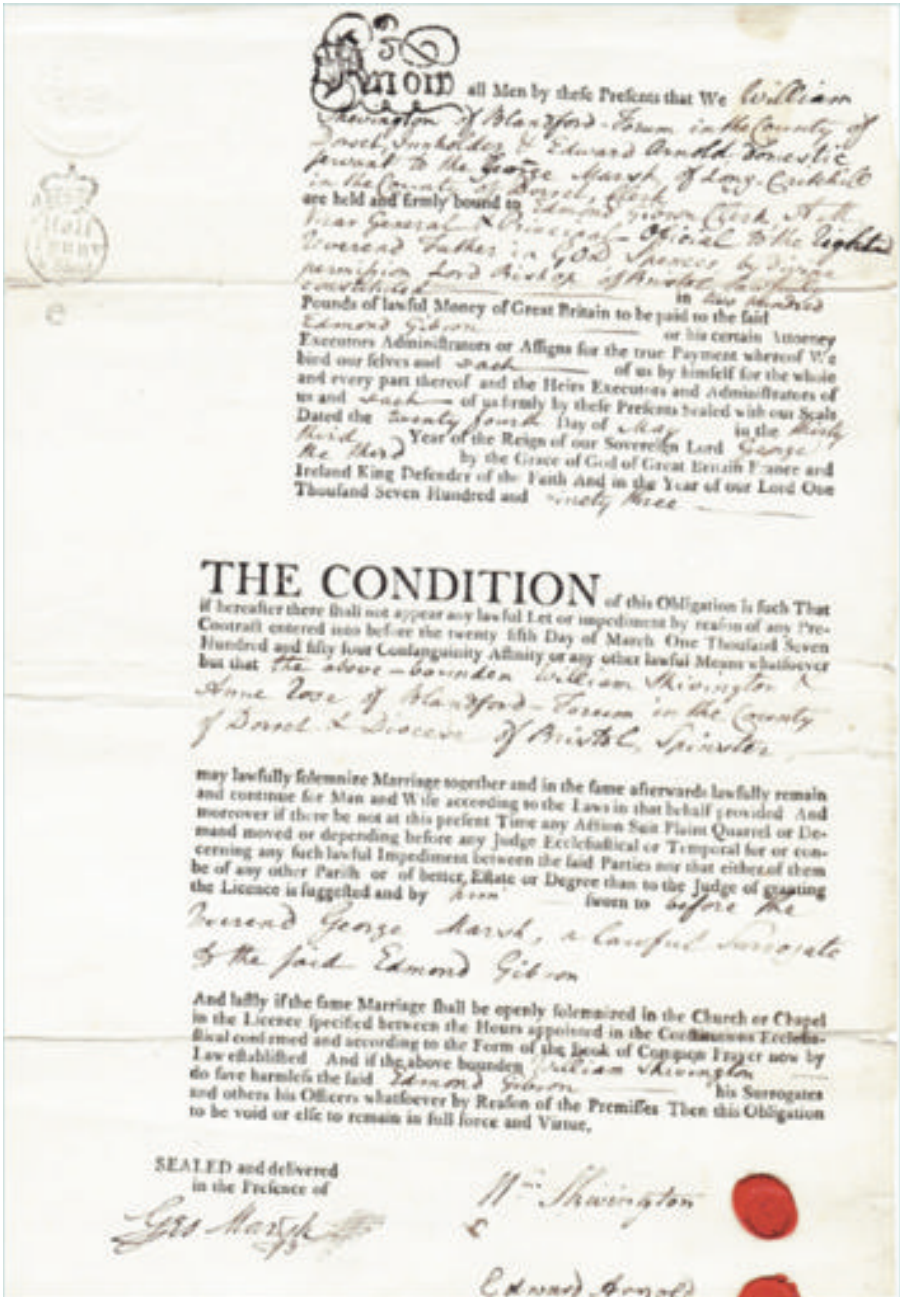 Know all Men by these Presents that We William
Skivington of Blandford-Forum in the County of
Dorset, Innholder & Edward Arnold Domestic
servant to the George Marsh of Long-Critchill
in the County of Dorset, Clerk
are held and firmly bound to Edmond Gibson Clerk, A.M.
Vicar General & Principal Official to the Right
Reverend Father in GOD Spencer by divine
permission Lord Bishop of Bristol lawfully
constituted in two hundred
Pounds of lawful Money of Great Britain to be paid to the said
Edmond Gibson or his certain Attorney
Executors Administrators or Assigns for the true Payment whereof We
bind our selves and each of us by himself for the whole
and every part thereof and the Heirs Executors and Administrators of
us and each of us firmly by these Presents Sealed with our Seals
Dated the twenty fourth Day of May in the thirty
third Year of the Reign of our Sovereign Lord George
the third by the Grace of God of Great Britain France and
Ireland King Defender of the Faith And in the Year of our Lord One
Thousand Seven Hundred and ninety three
THE CONDITION of this Obligation is such That
if hereafter there shall not appear any lawful Let or impediment by reason of any Pre-
Contract entered into before the twenty fifth Day of March One Thousand Seven
Hundred and fifty four Consanguinity Affinity or any other lawful Means whatsoever
but that the above-bounden William Skivington &
Anne Rose of Blandford-Forum in the County
of Dorset & Diocese of Bristol, Spinster
may lawfully solemnize Marriage together and in the same afterwards lawfully remain
and continue for Man and Wife according to the Laws in that behalf provided And
moreover if there be not at this present Time any Action Suit Plaint Quarrel or De-
mand moved or depending before any Judge Ecclesiastical or Temporal for or con-
cerning any such lawful Impediment between the said Parties nor that either of them
be of any other Parish or of better Estate or Degree than to the Judge of granting
the Licence is suggested and by him sworn to before the
Reverend George Marsh, a lawful Surrogate
to the said Edmond Gibson
And lastly if the same Marriage shall be openly solemnized in the Church or Chapel
in the Licence specified between the Hours appointed in the Constitutions Ecclesia-
stical confirmed and according to the Form of the Book of Common Prayer now by
Law established And if the above bounden William Skivington
do save harmless the said Edmond Gibson his Surrogates
and others his Officers whatsoever by Reason of the Premisses Then this Obligation
to be void or else to remain in full force and Virtue.
SEALED and delivered
in the Presence of
Geo Marsh
Wm Skivington
Edward Arnold